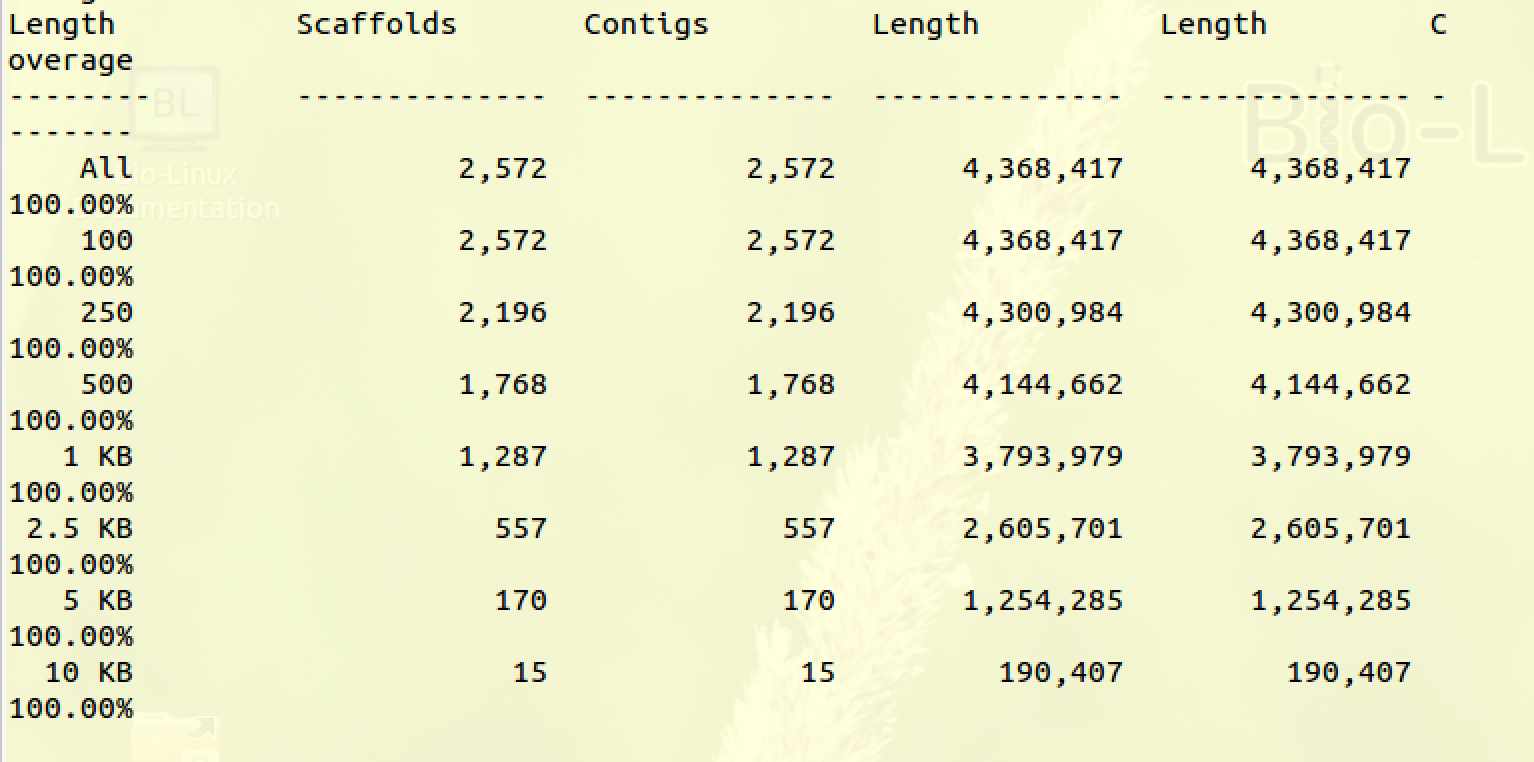 Length Scaffolds Contigs Length Length C
overage
-------- -------------- -------------- -------------- -------------- -
-------
All 2,572 2,572 4,368,417 4,368,417
100.00%
100 2,572 2,572 4,368,417 4,368,417
100.00%
250 2,196 2,196 4,300,984 4,300,984
100.00%
500 1,768 1,768 4,144,662 4,144,662
100.00%
1 KB 1,287 1,287 3,793,979 3,793,979
100.00%
2.5 KB 557 557 2,605,701 2,605,701
100.00%
5 KB 170 170 1,254,285 1,254,285
100.00%
10 KB 15 15 190,407 190,407
100.00%
BL
Bio-L